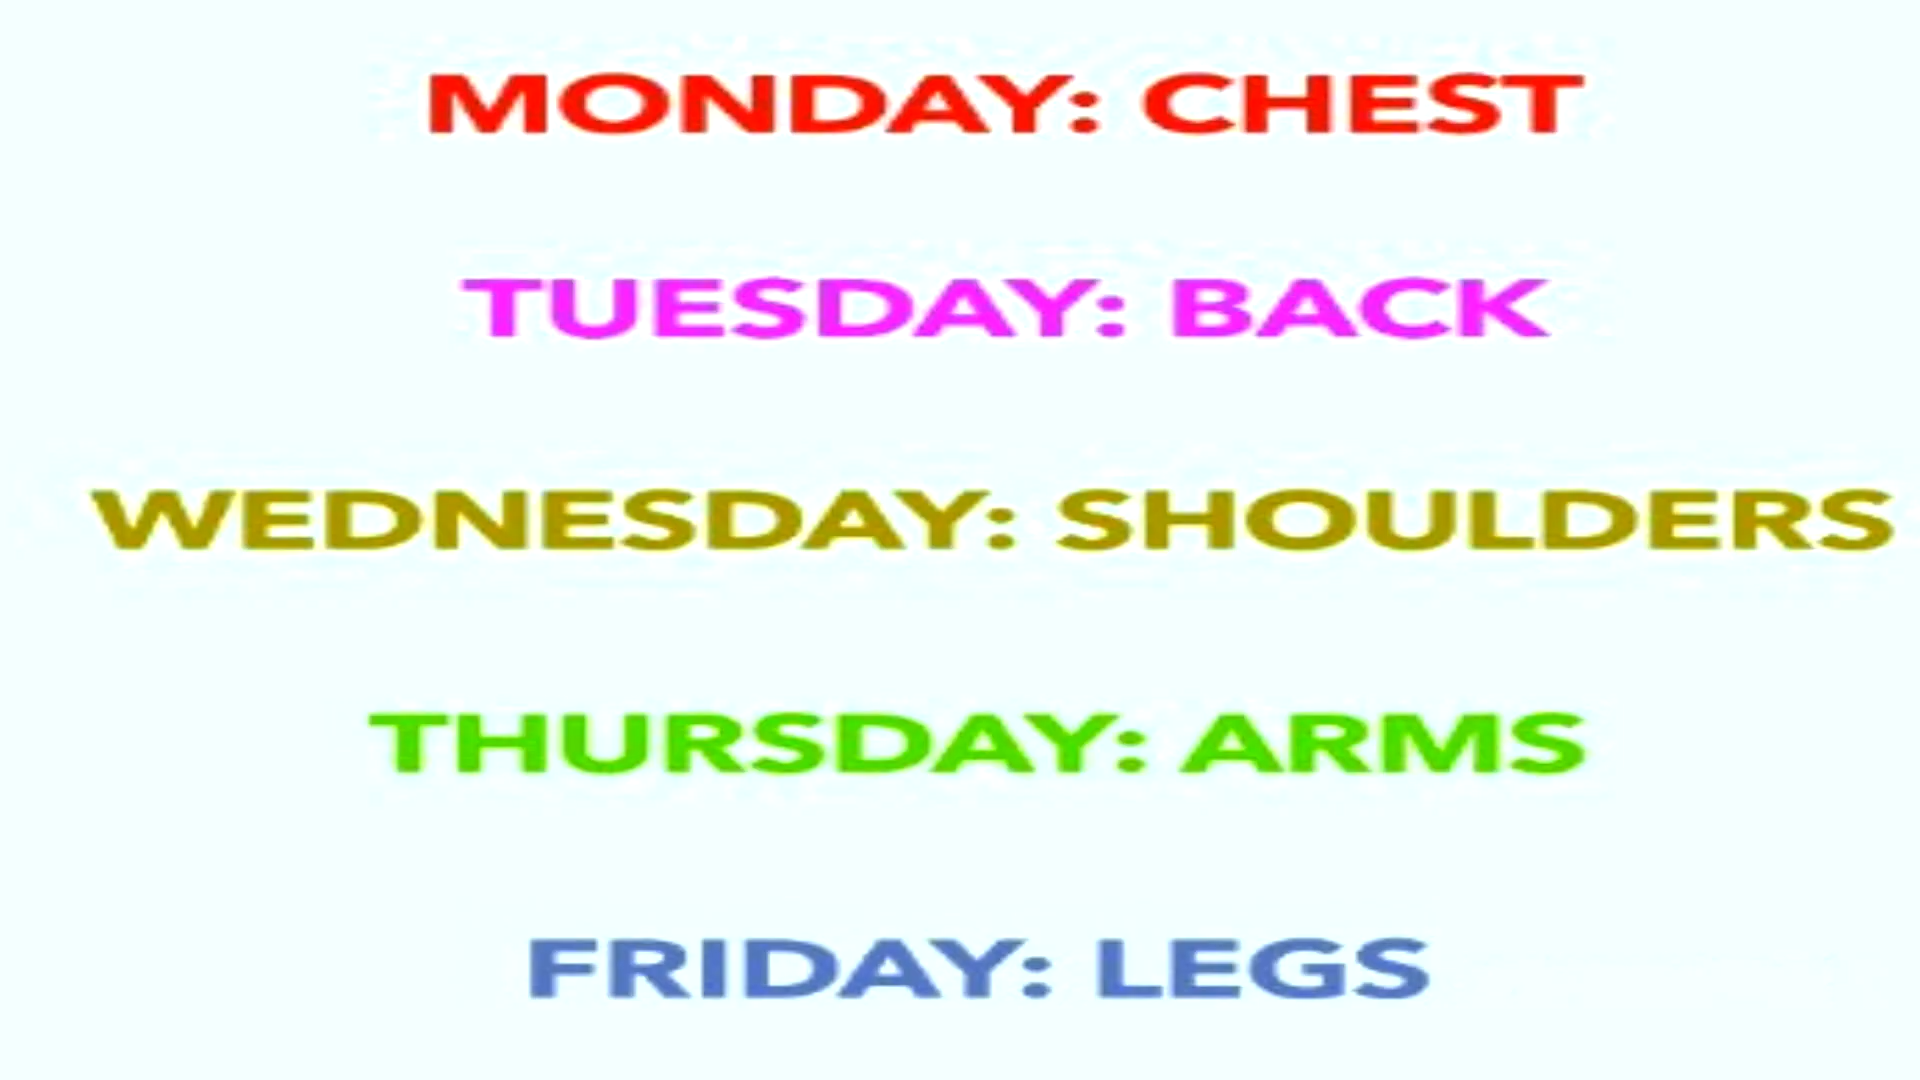 MONDAY: CHEST
TUESDAY: BACK
WEDNESDAY: SHOULDERS
THURSDAY: ARMS
FRIDAY: LEGS